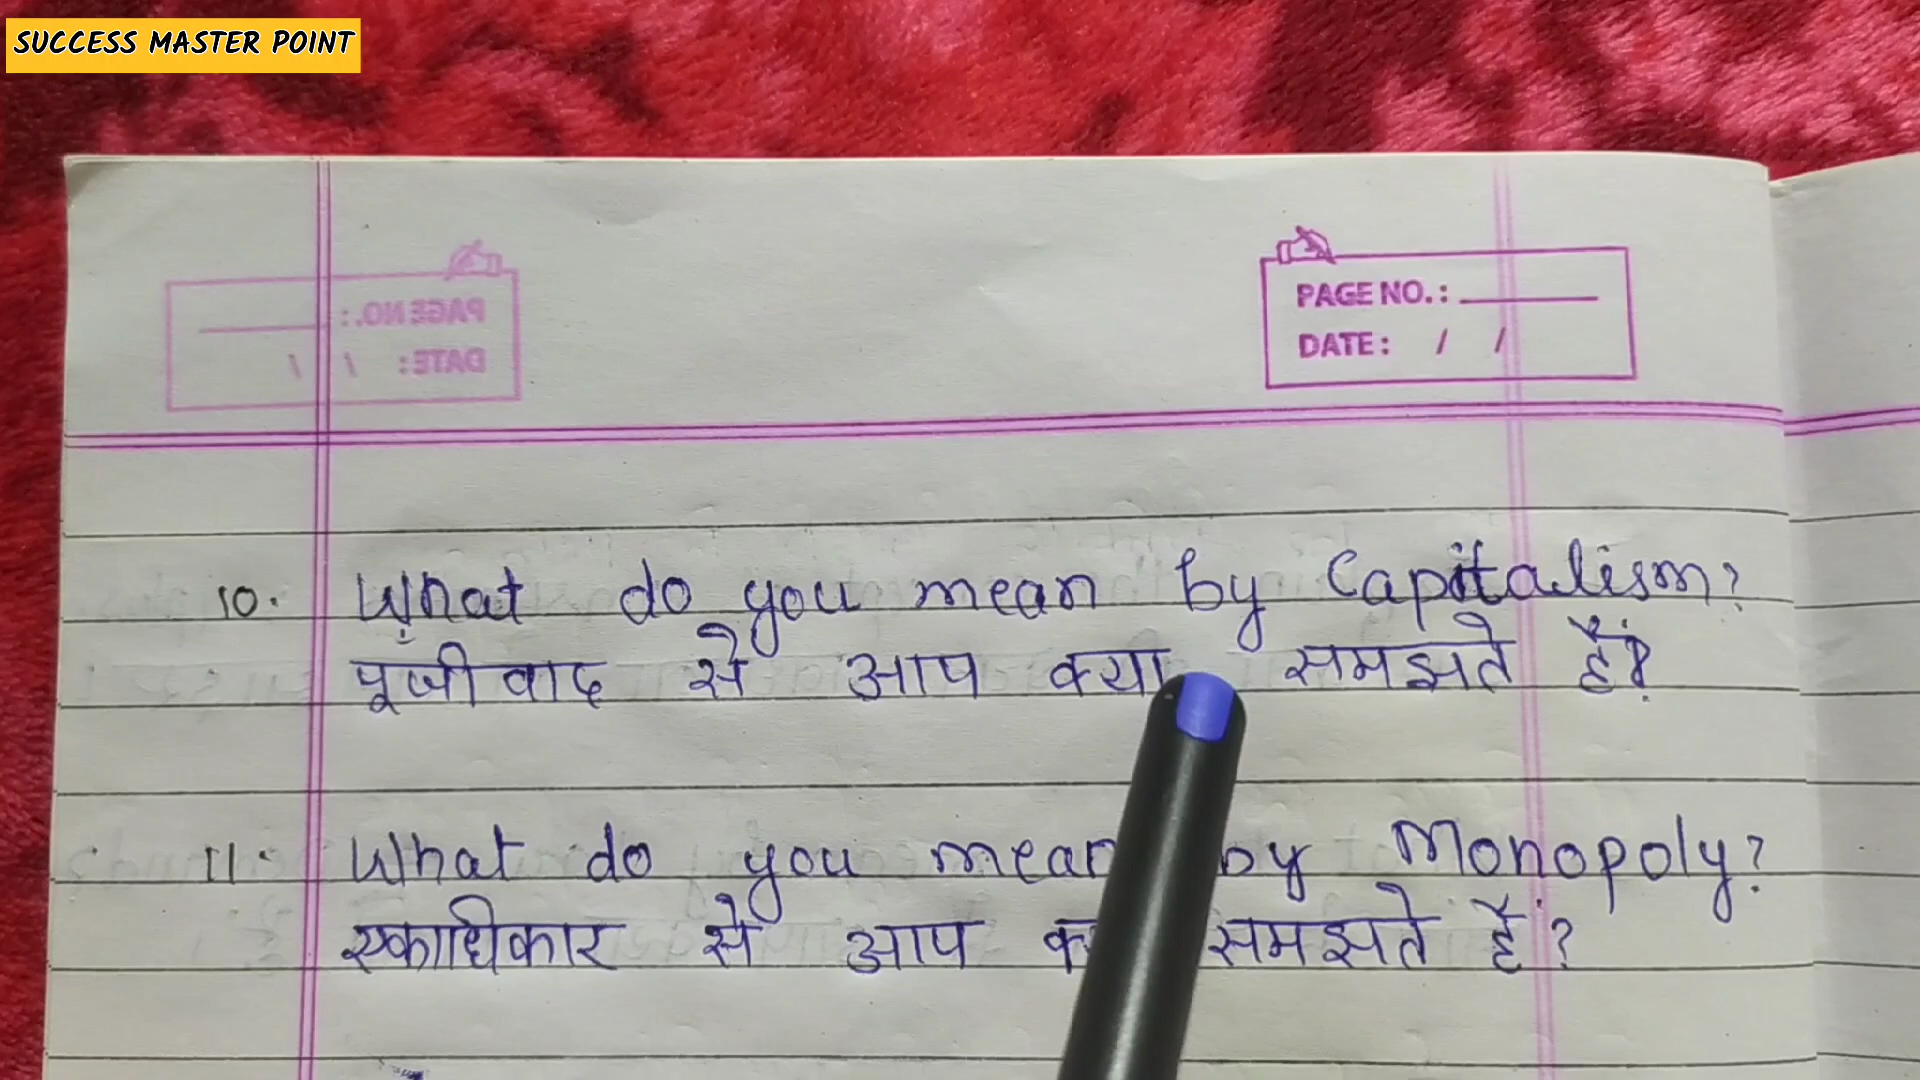 SUCCESS MASTER POINT
PAGE NO.:
DATE: / /
10. What do you mean by Capitalism?
पूंजीवाद से आप क्या समझते हैं?
11. What do you mean by Monopoly?
एकाधिकार से आप समझते हैं?